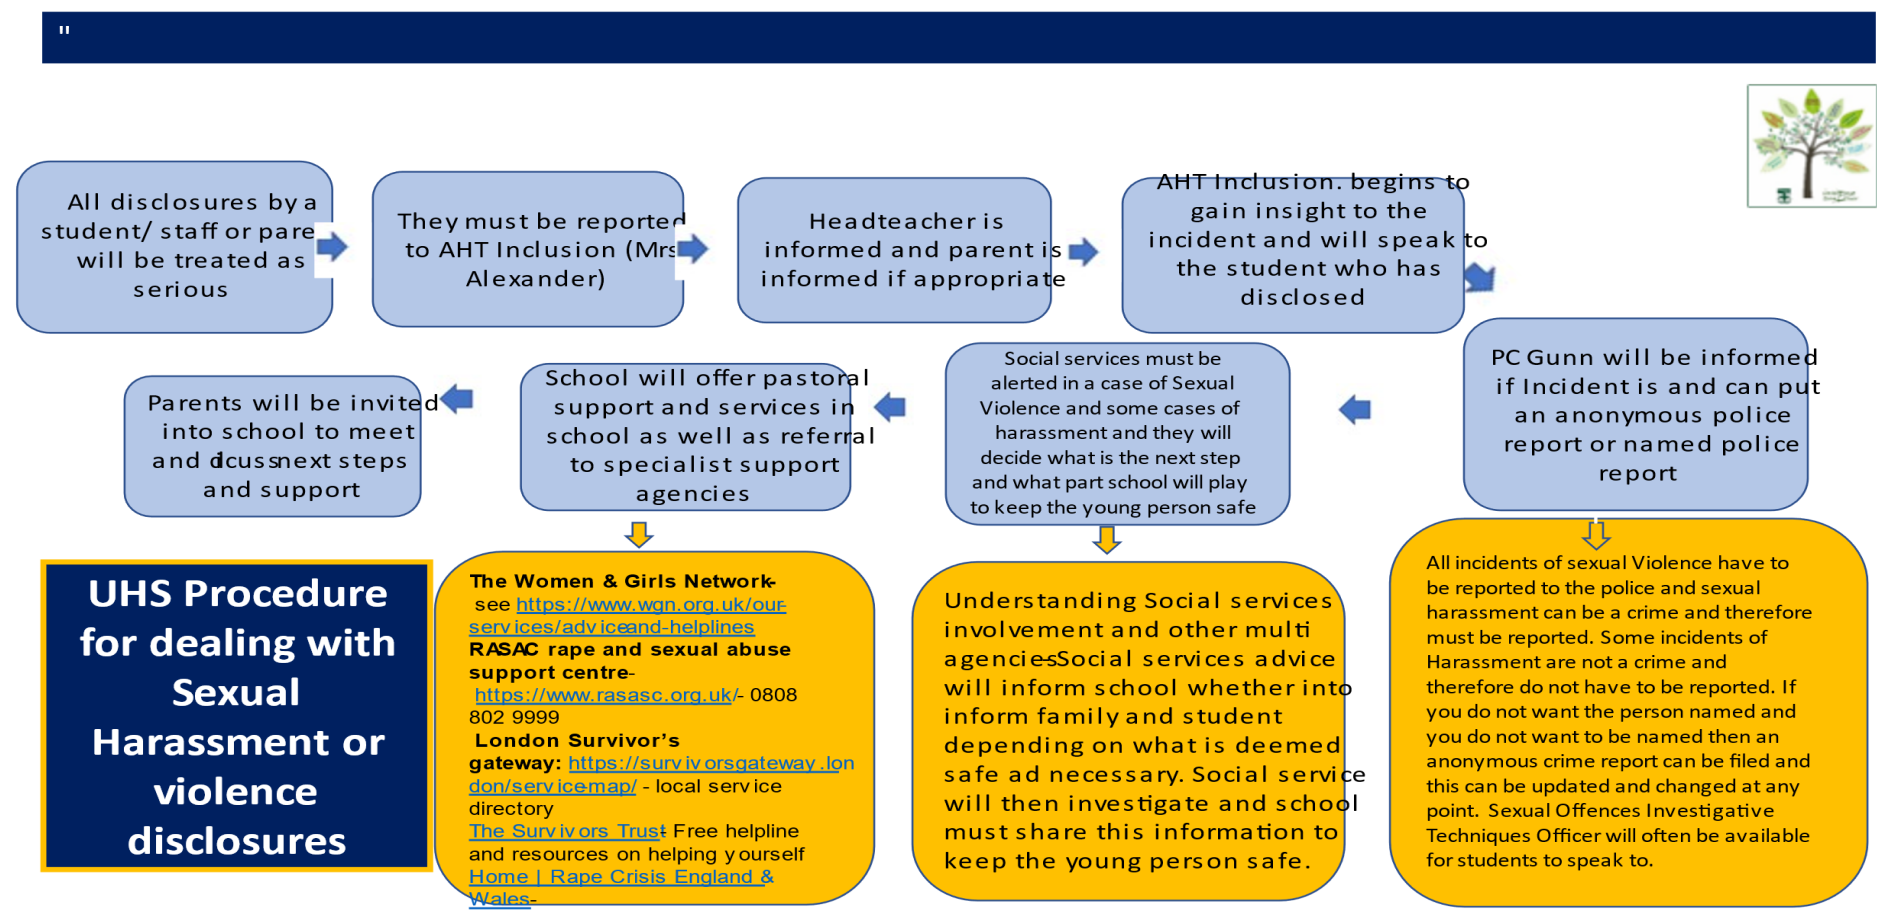 "
All disclosures by a
student/ staff or pare
will be treated as
serious
They must be reported
to AHT Inclusion (Mrs
Alexander)
Headteacher is
informed and parent is
informed if appropriate
AHT Inclusion. begins to
gain insight to the
incident and will speak to
the student who has
disclosed
PC Gunn will be informed
if Incident is and can put
an anonymous police
report or named police
report
Social services must be
alerted in a case of Sexual
Violence and some cases of
harassment and they will
decide what is the next step
and what part school will play
to keep the young person safe
School will offer pastoral
support and services in
school as well as referral
to specialist support
agencies
Parents will be invited
into school to meet
and dicuss next steps
and support
UHS Procedure
for dealing with
Sexual
Harassment or
violence
disclosures
The Women & Girls Network-
see https://www.wgn.org.uk/our-
services/advice-and-helplines
RASAC rape and sexual abuse
support centre-
https://www.rasasc.org.uk/- 0808
802 9999
London Survivor's
gateway: https://survivorsgateway.lon
don/service-map/ - local service
directory
The Survivors Trust- Free helpline
and resources on helping yourself
Home | Rape Crisis England &
Wales-
Understanding Social services
involvement and other multi
agencies-Social services advice
will inform school whether into
inform family and student
depending on what is deemed
safe ad necessary. Social service
will then investigate and school
must share this information to
keep the young person safe.
All incidents of sexual Violence have to
be reported to the police and sexual
harassment can be a crime and therefore
must be reported. Some incidents of
Harassment are not a crime and
therefore do not have to be reported. If
you do not want the person named and
you do not want to be named then an
anonymous crime report can be filed and
this can be updated and changed at any
point. Sexual Offences Investigative
Techniques Officer will often be available
for students to speak to.